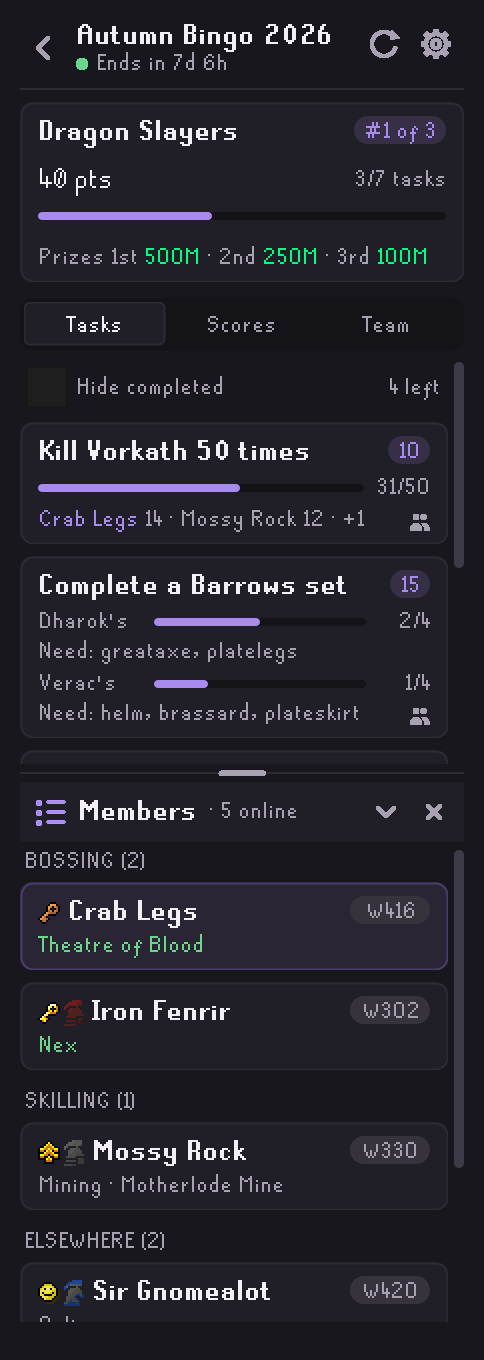 Autumn Bingo 2026
Ends in 7d 6h
Dragon Slayers #1 of 3
40 pts 3/7 tasks
Prizes 1st 500M · 2nd 250M · 3rd 100M
Tasks Scores Team
Hide completed 4 left
Kill Vorkath 50 times 10
31/50
Crab Legs 14 · Mossy Rock 12 · +1
Complete a Barrows set 15
Dharok's 2/4
Need: greataxe, platelegs
Verac's 1/4
Need: helm, brassard, plateskirt
Members · 5 online
BOSSING (2)
Crab Legs W416
Theatre of Blood
Iron Fenrir W302
Nex
SKILLING (1)
Mossy Rock W330
Mining · Motherlode Mine
ELSEWHERE (2)
Sir Gnomealot W420